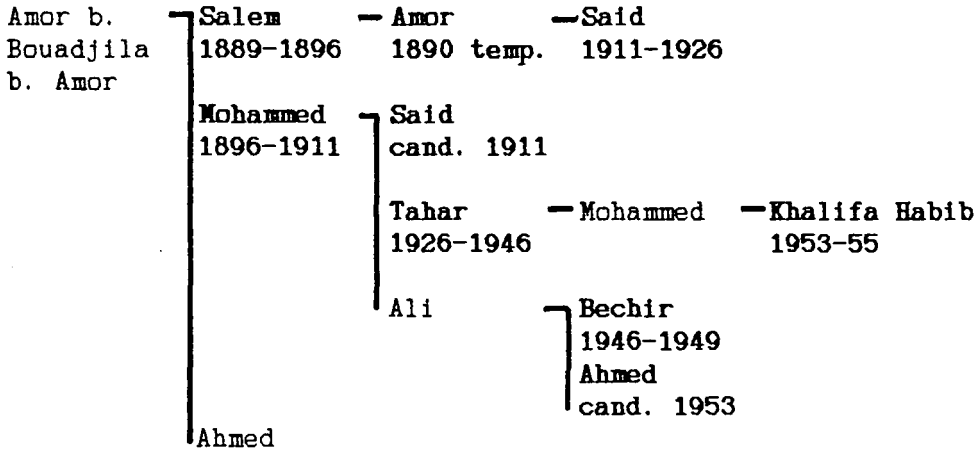 Amor b. Salem Amor Said
Bouadjila 1889-1896 1890 temp. 1911-1926
b. Amor
Mohammed Said
1896-1911 cand. 1911
Tahar Mohammed Khalifa Habib
1926-1946 1953-55
Ali Bechir
1946-1949
Ahmed
cand. 1953
Ahmed